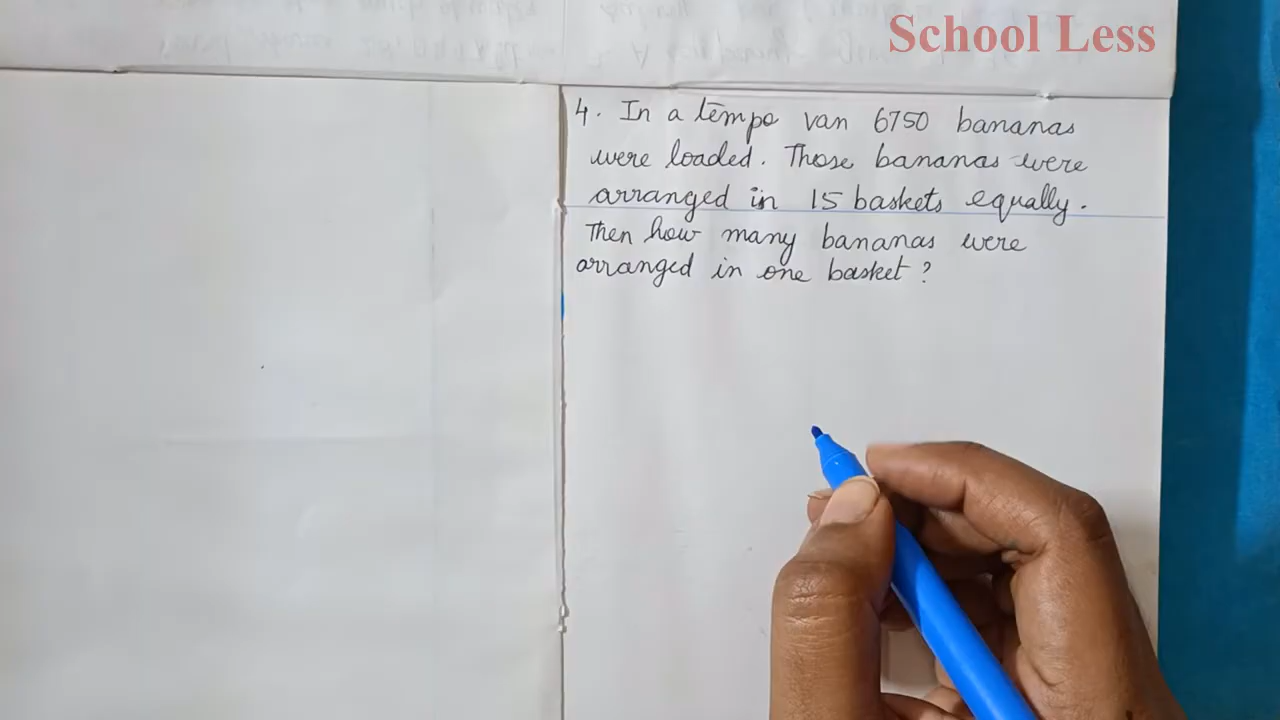 School Less
4. In a tempo van 6750 bananas
were loaded. Those bananas were
arranged in 15 baskets equally.
Then how many bananas were
arranged in one basket?